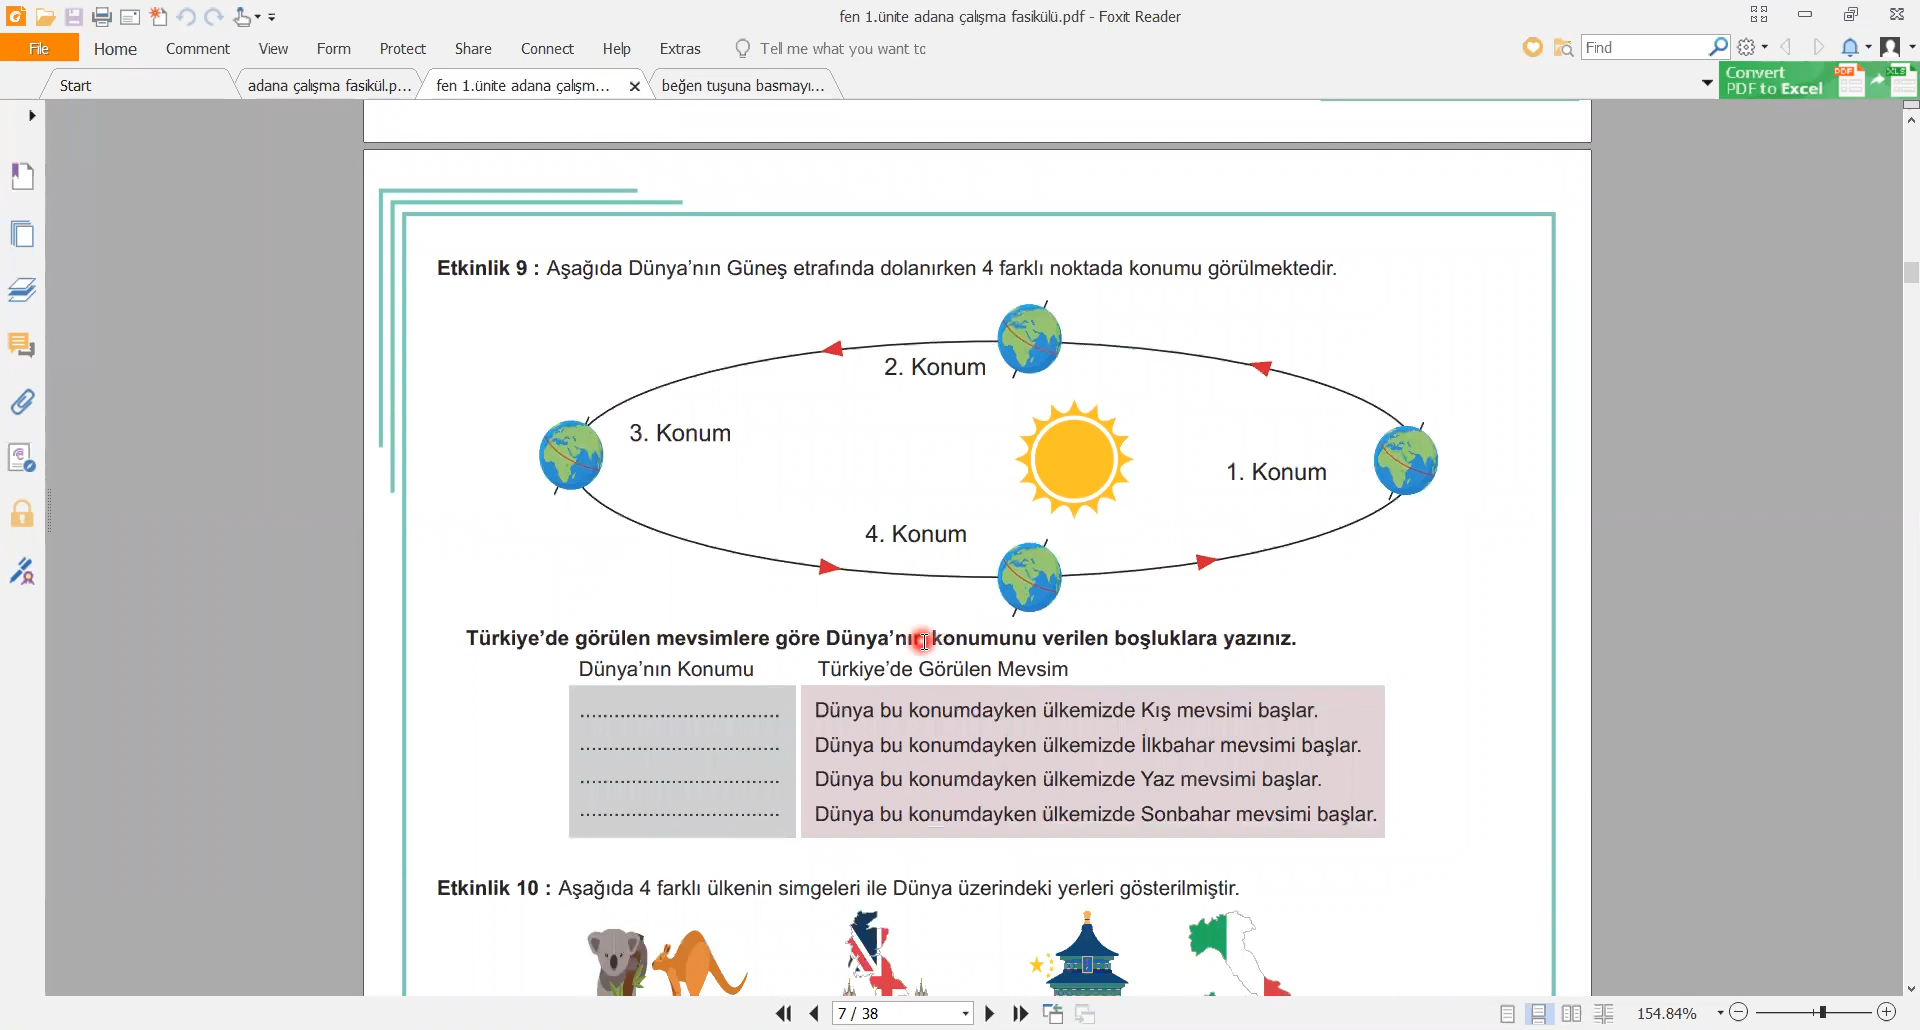 fen 1.ünite adana çalışma fasikülü.pdf - Foxit Reader
File Home Comment View Form Protect Share Connect Help Extras Tell me what you want to Find
Start adana çalışma fasikül.p... fen 1.ünite adana çalışm... beğen tuşuna basmayı...
Convert
PDF to Excel
PDF XLS
Etkinlik 9 : Aşağıda Dünya’nın Güneş etrafında dolanırken 4 farklı noktada konumu görülmektedir.
2. Konum
3. Konum
1. Konum
4. Konum
Türkiye’de görülen mevsimlere göre Dünya’nın konumunu verilen boşluklara yazınız.
Dünya’nın Konumu Türkiye’de Görülen Mevsim
.................................. Dünya bu konumdayken ülkemizde Kış mevsimi başlar.
.................................. Dünya bu konumdayken ülkemizde İlkbahar mevsimi başlar.
.................................. Dünya bu konumdayken ülkemizde Yaz mevsimi başlar.
.................................. Dünya bu konumdayken ülkemizde Sonbahar mevsimi başlar.
Etkinlik 10 : Aşağıda 4 farklı ülkenin simgeleri ile Dünya üzerindeki yerleri gösterilmiştir.
7 / 38 154.84%